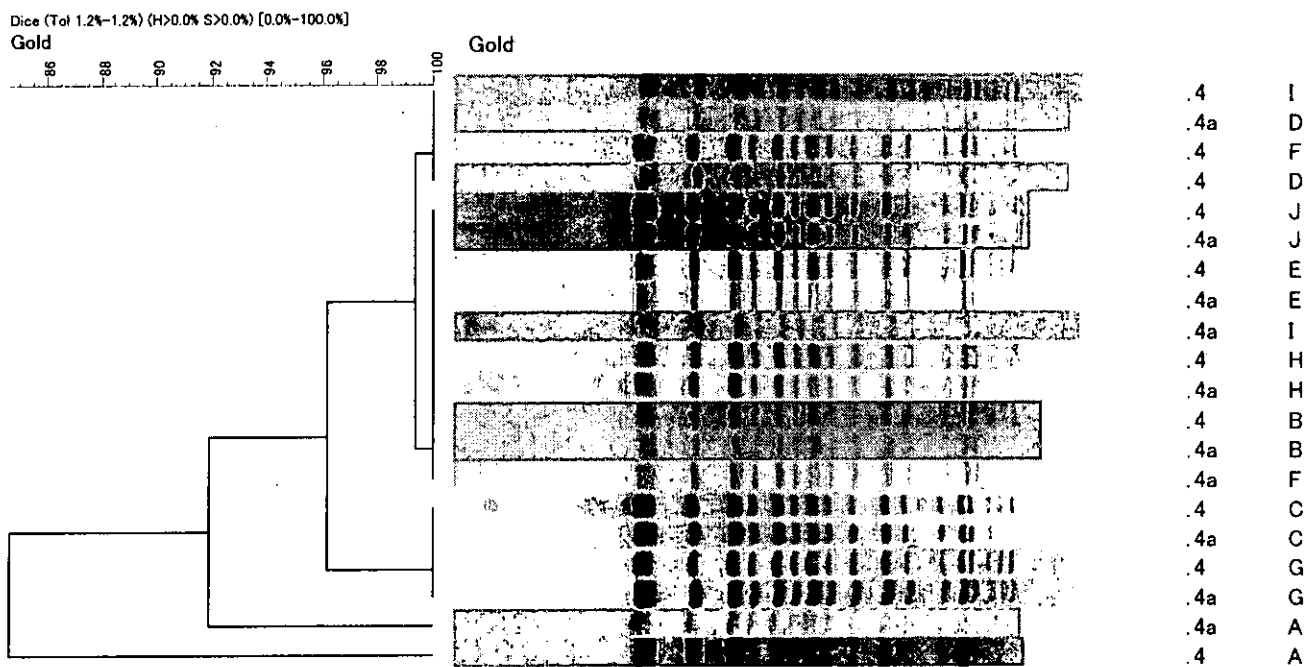 Dice (Tol 1.2%-1.2%) (H>0.0% S>0.0%) [0.0%-100.0%]
Gold
Gold
86 88 90 92 94 96 98 100
.4 I
.4a D
.4 F
.4 D
.4 J
.4a J
.4 E
.4a E
.4a I
.4 H
.4a H
.4 B
.4a B
.4a F
.4 C
.4a C
.4 G
.4a G
.4a A
.4 A